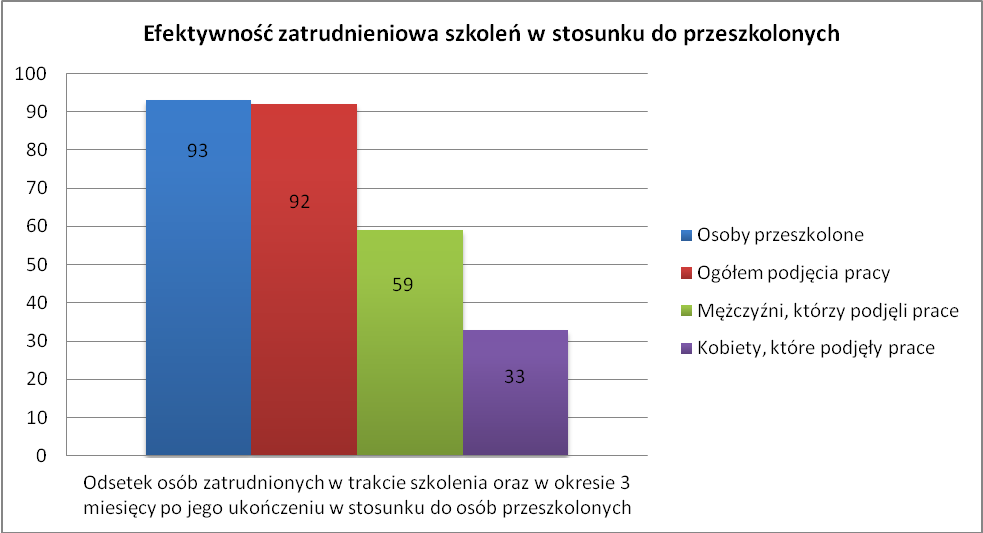 Efektywność zatrudnieniowa szkoleń w stosunku do przeszkolonych
100
90
80
70
60
50
40
30
20
10
0
93
92
59
33
Osoby przeszkolone
Ogółem podjęcia pracy
Mężczyźni, którzy podjęli prace
Kobiety, które podjęły prace
Odsetek osób zatrudnionych w trakcie szkolenia oraz w okresie 3
miesięcy po jego ukończeniu w stosunku do osób przeszkolonych